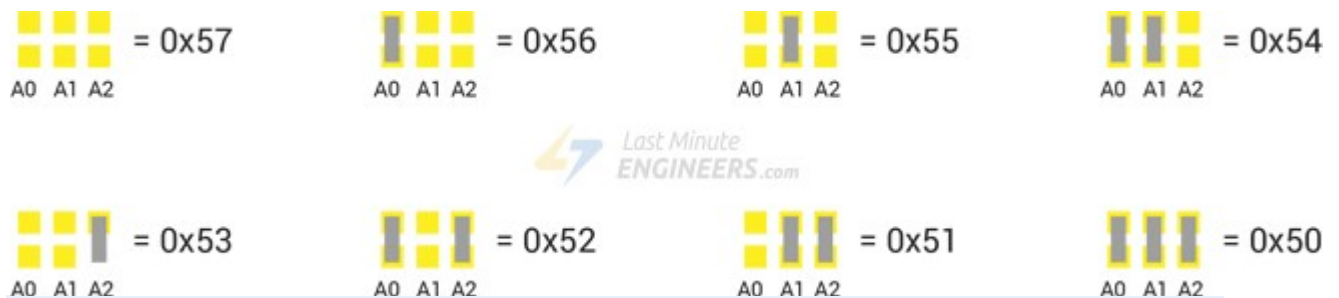 = 0x57 = 0x56 = 0x55 = 0x54
A0 A1 A2 A0 A1 A2 A0 A1 A2 A0 A1 A2
Last Minute
ENGINEERS.com
= 0x53 = 0x52 = 0x51 = 0x50
A0 A1 A2 A0 A1 A2 A0 A1 A2 A0 A1 A2